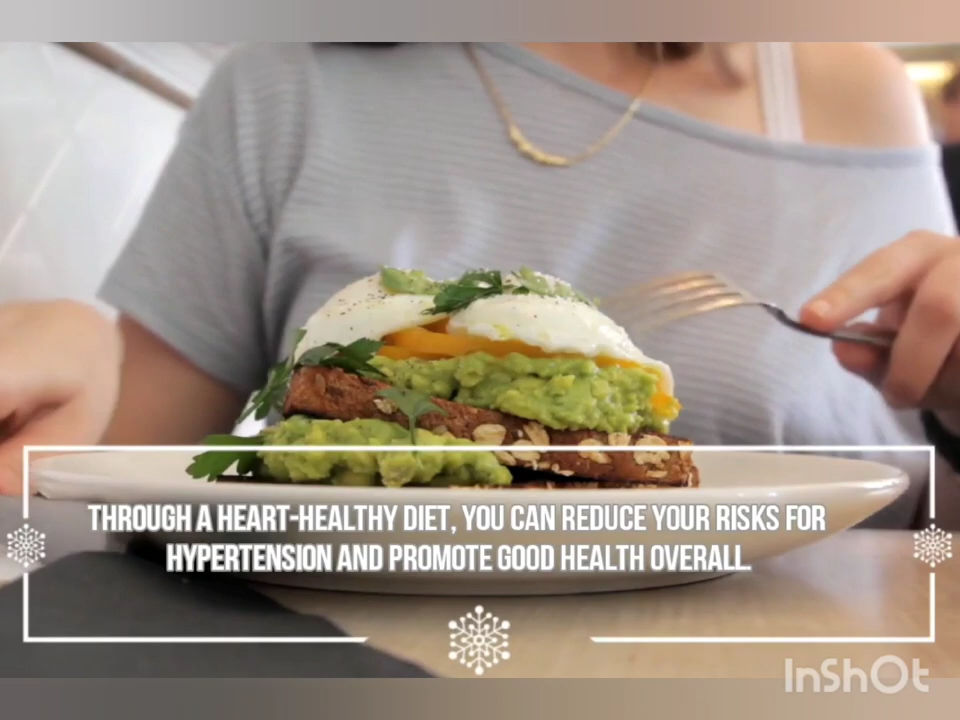 THROUGH A HEART-HEALTHY DIET, YOU CAN REDUCE YOUR RISKS FOR
HYPERTENSION AND PROMOTE GOOD HEALTH OVERALL.
InShOt